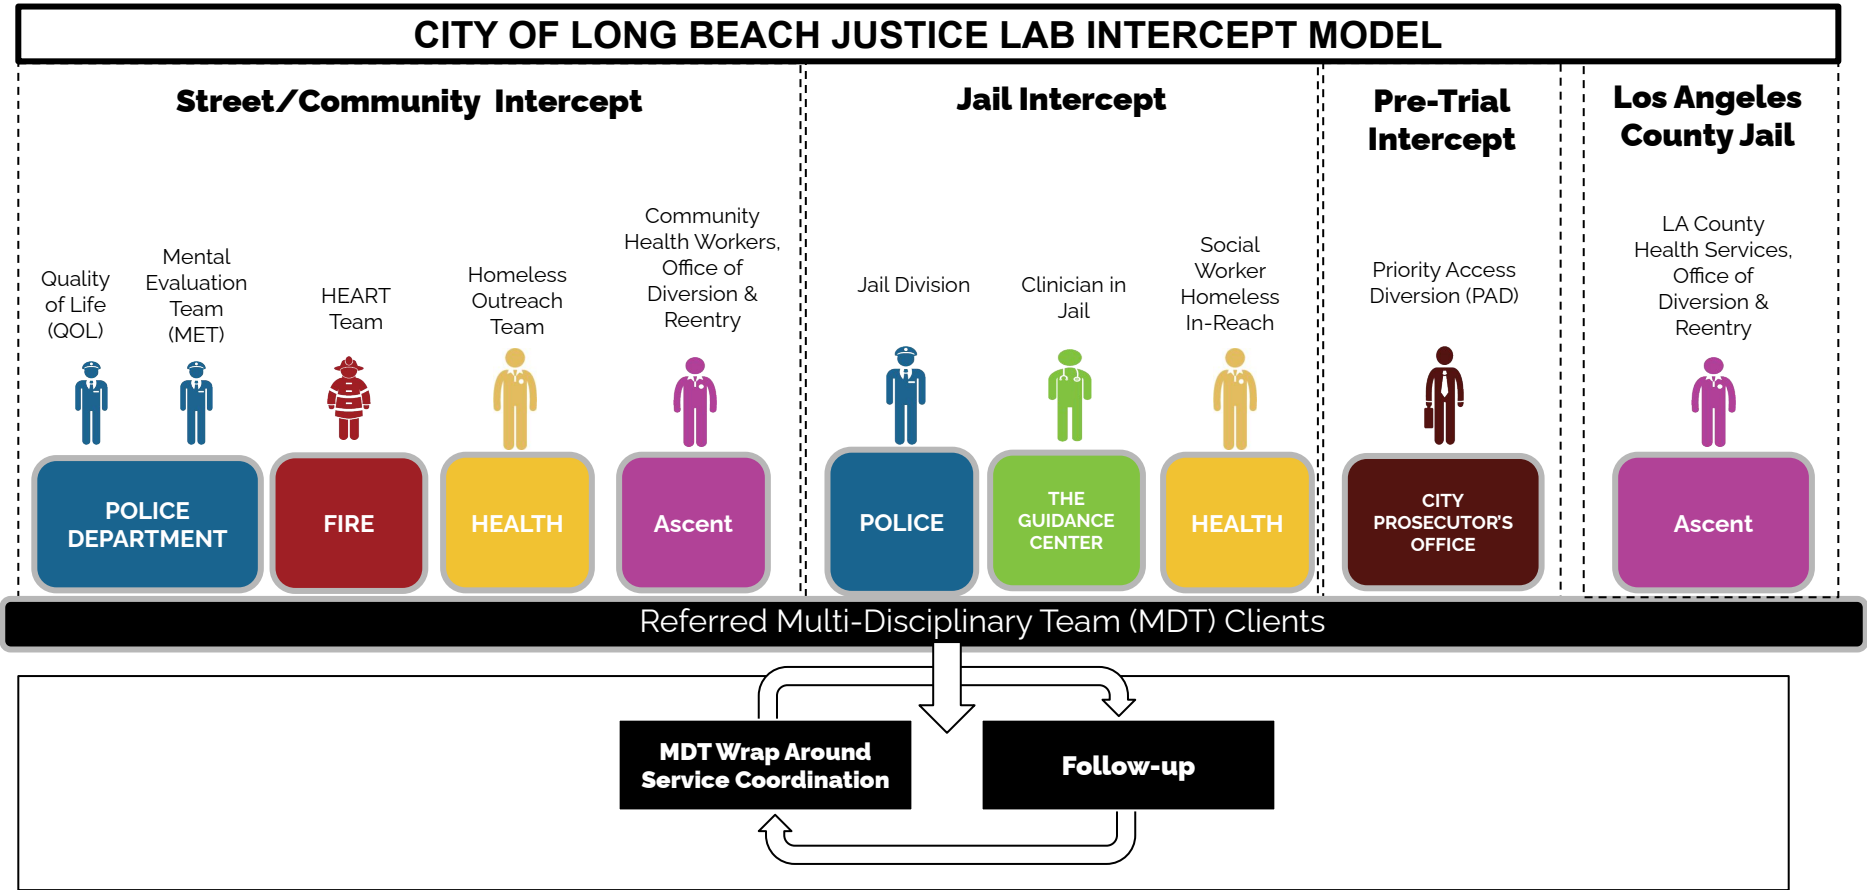 CITY OF LONG BEACH JUSTICE LAB INTERCEPT MODEL
Street/Community Intercept
Quality
of Life
(QOL)
Mental
Evaluation
Team
(MET)
HEART
Team
Homeless
Outreach
Team
Community
Health Workers,
Office of
Diversion &
Reentry
POLICE
DEPARTMENT
FIRE
HEALTH
Ascent
Jail Intercept
Jail Division
Clinician in
Jail
Social
Worker
Homeless
In-Reach
POLICE
THE
GUIDANCE
CENTER
HEALTH
Pre-Trial
Intercept
Priority Access
Diversion (PAD)
CITY
PROSECUTOR'S
OFFICE
Los Angeles
County Jail
LA County
Health Services,
Office of
Diversion &
Reentry
Ascent
Referred Multi-Disciplinary Team (MDT) Clients
MDT Wrap Around
Service Coordination
Follow-up